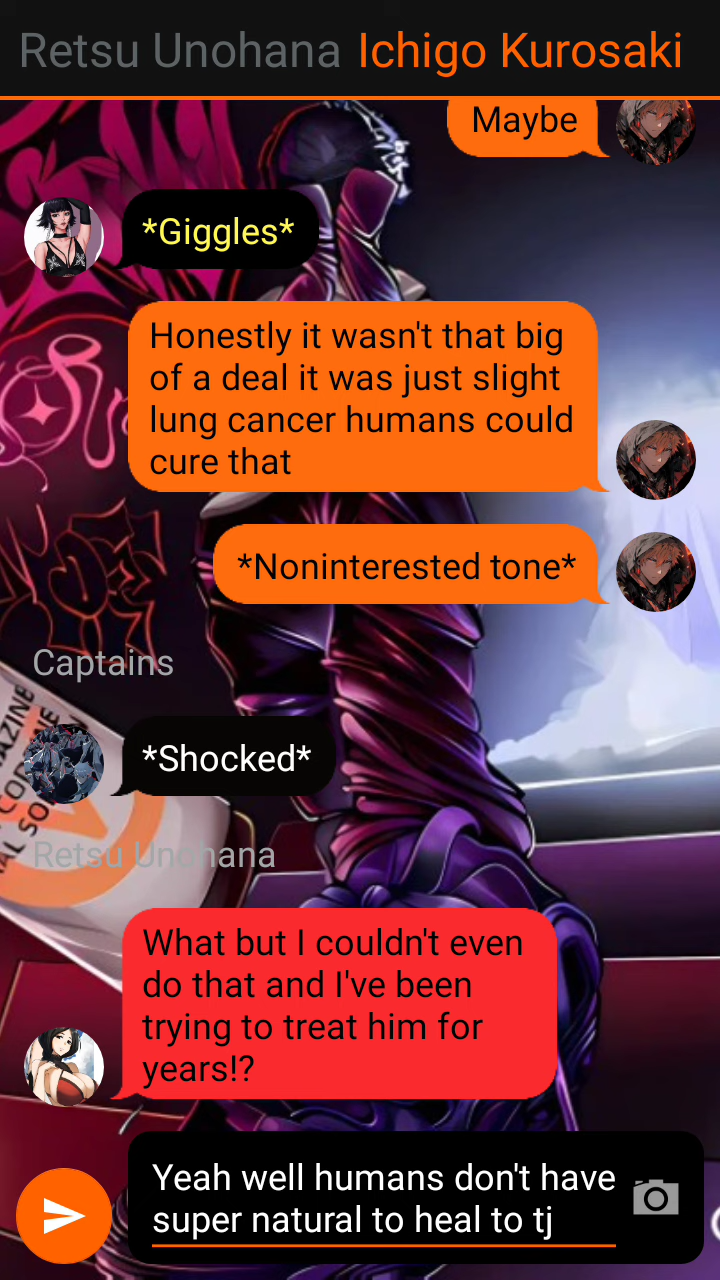 Retsu Unohana Ichigo Kurosaki
Maybe
*Giggles*
Honestly it wasn't that big
of a deal it was just slight
lung cancer humans could
cure that
*Noninterested tone*
Captains
*Shocked*
Retsu Unohana
What but I couldn't even
do that and I've been
trying to treat him for
years!?
Yeah well humans don't have
super natural to heal to tj